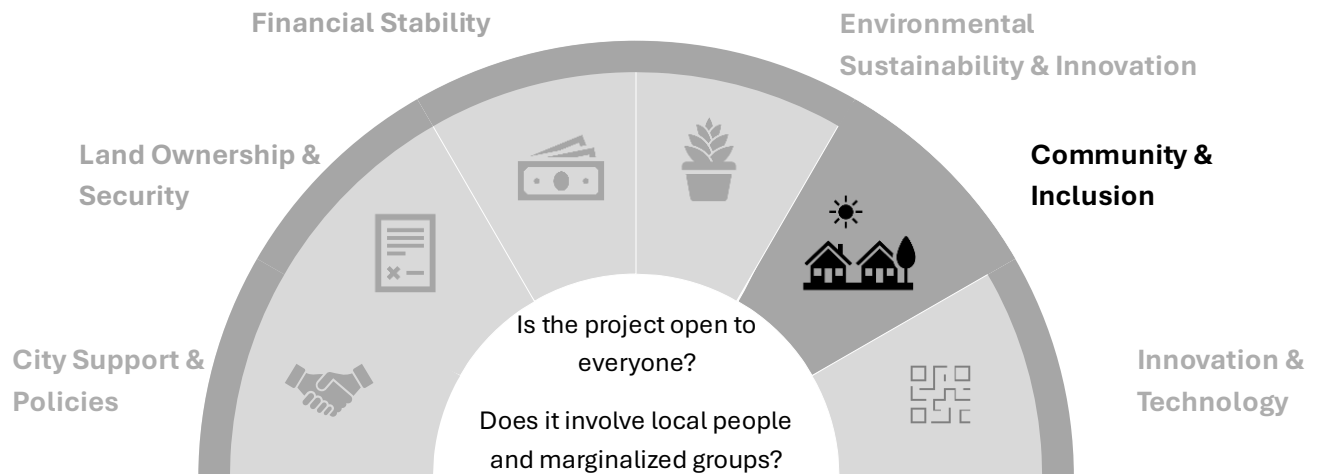 Financial Stability
Environmental
Sustainability & Innovation
Land Ownership &
Security
Community &
Inclusion
City Support &
Policies
Is the project open to
everyone?
Does it involve local people
and marginalized groups?
Innovation &
Technology